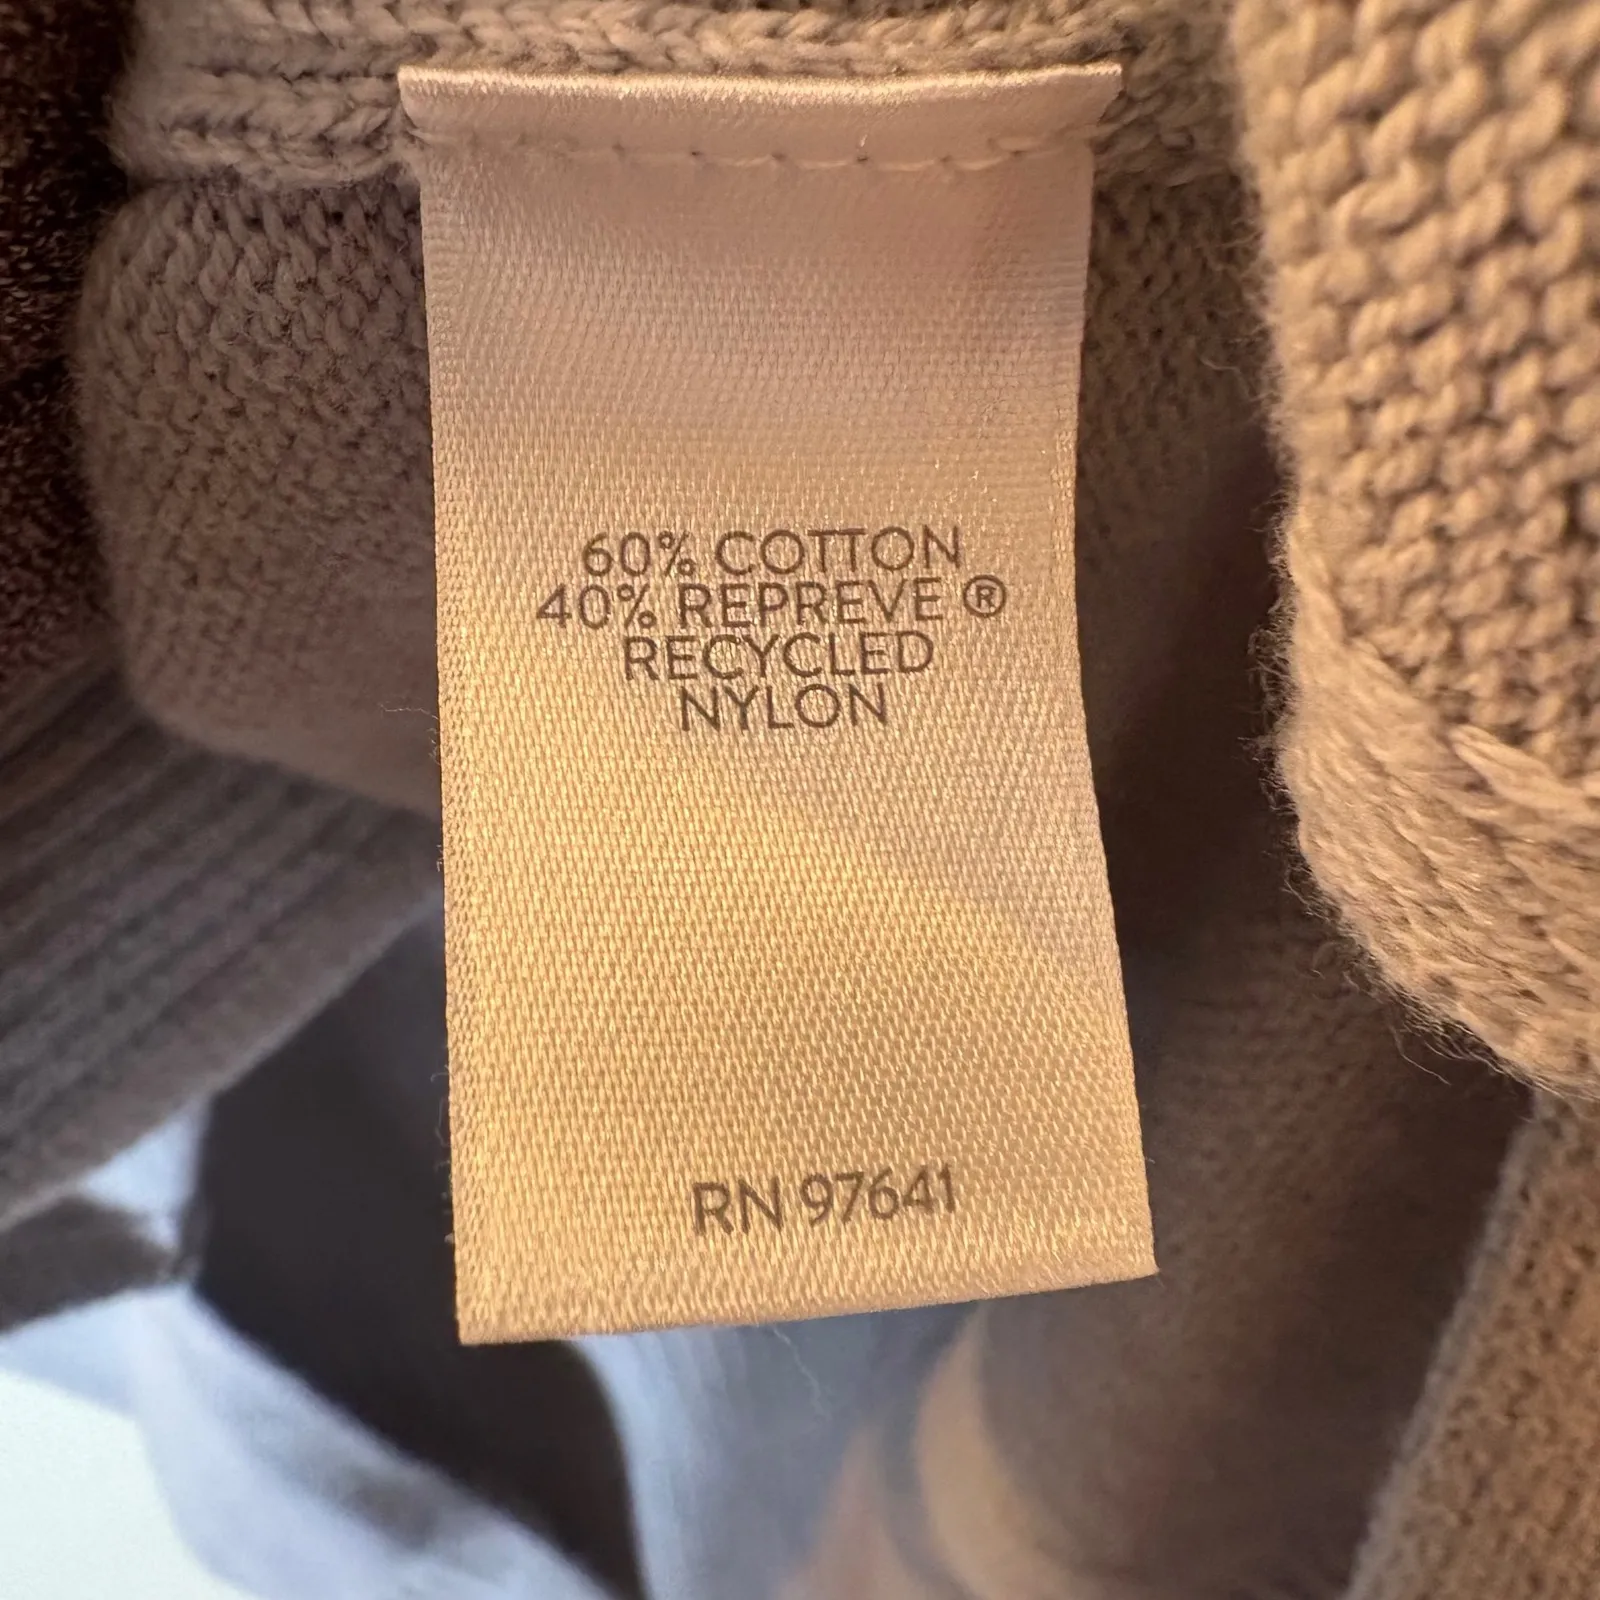 60% COTTON
40% REPREVE ®
RECYCLED
NYLON
RN 97641